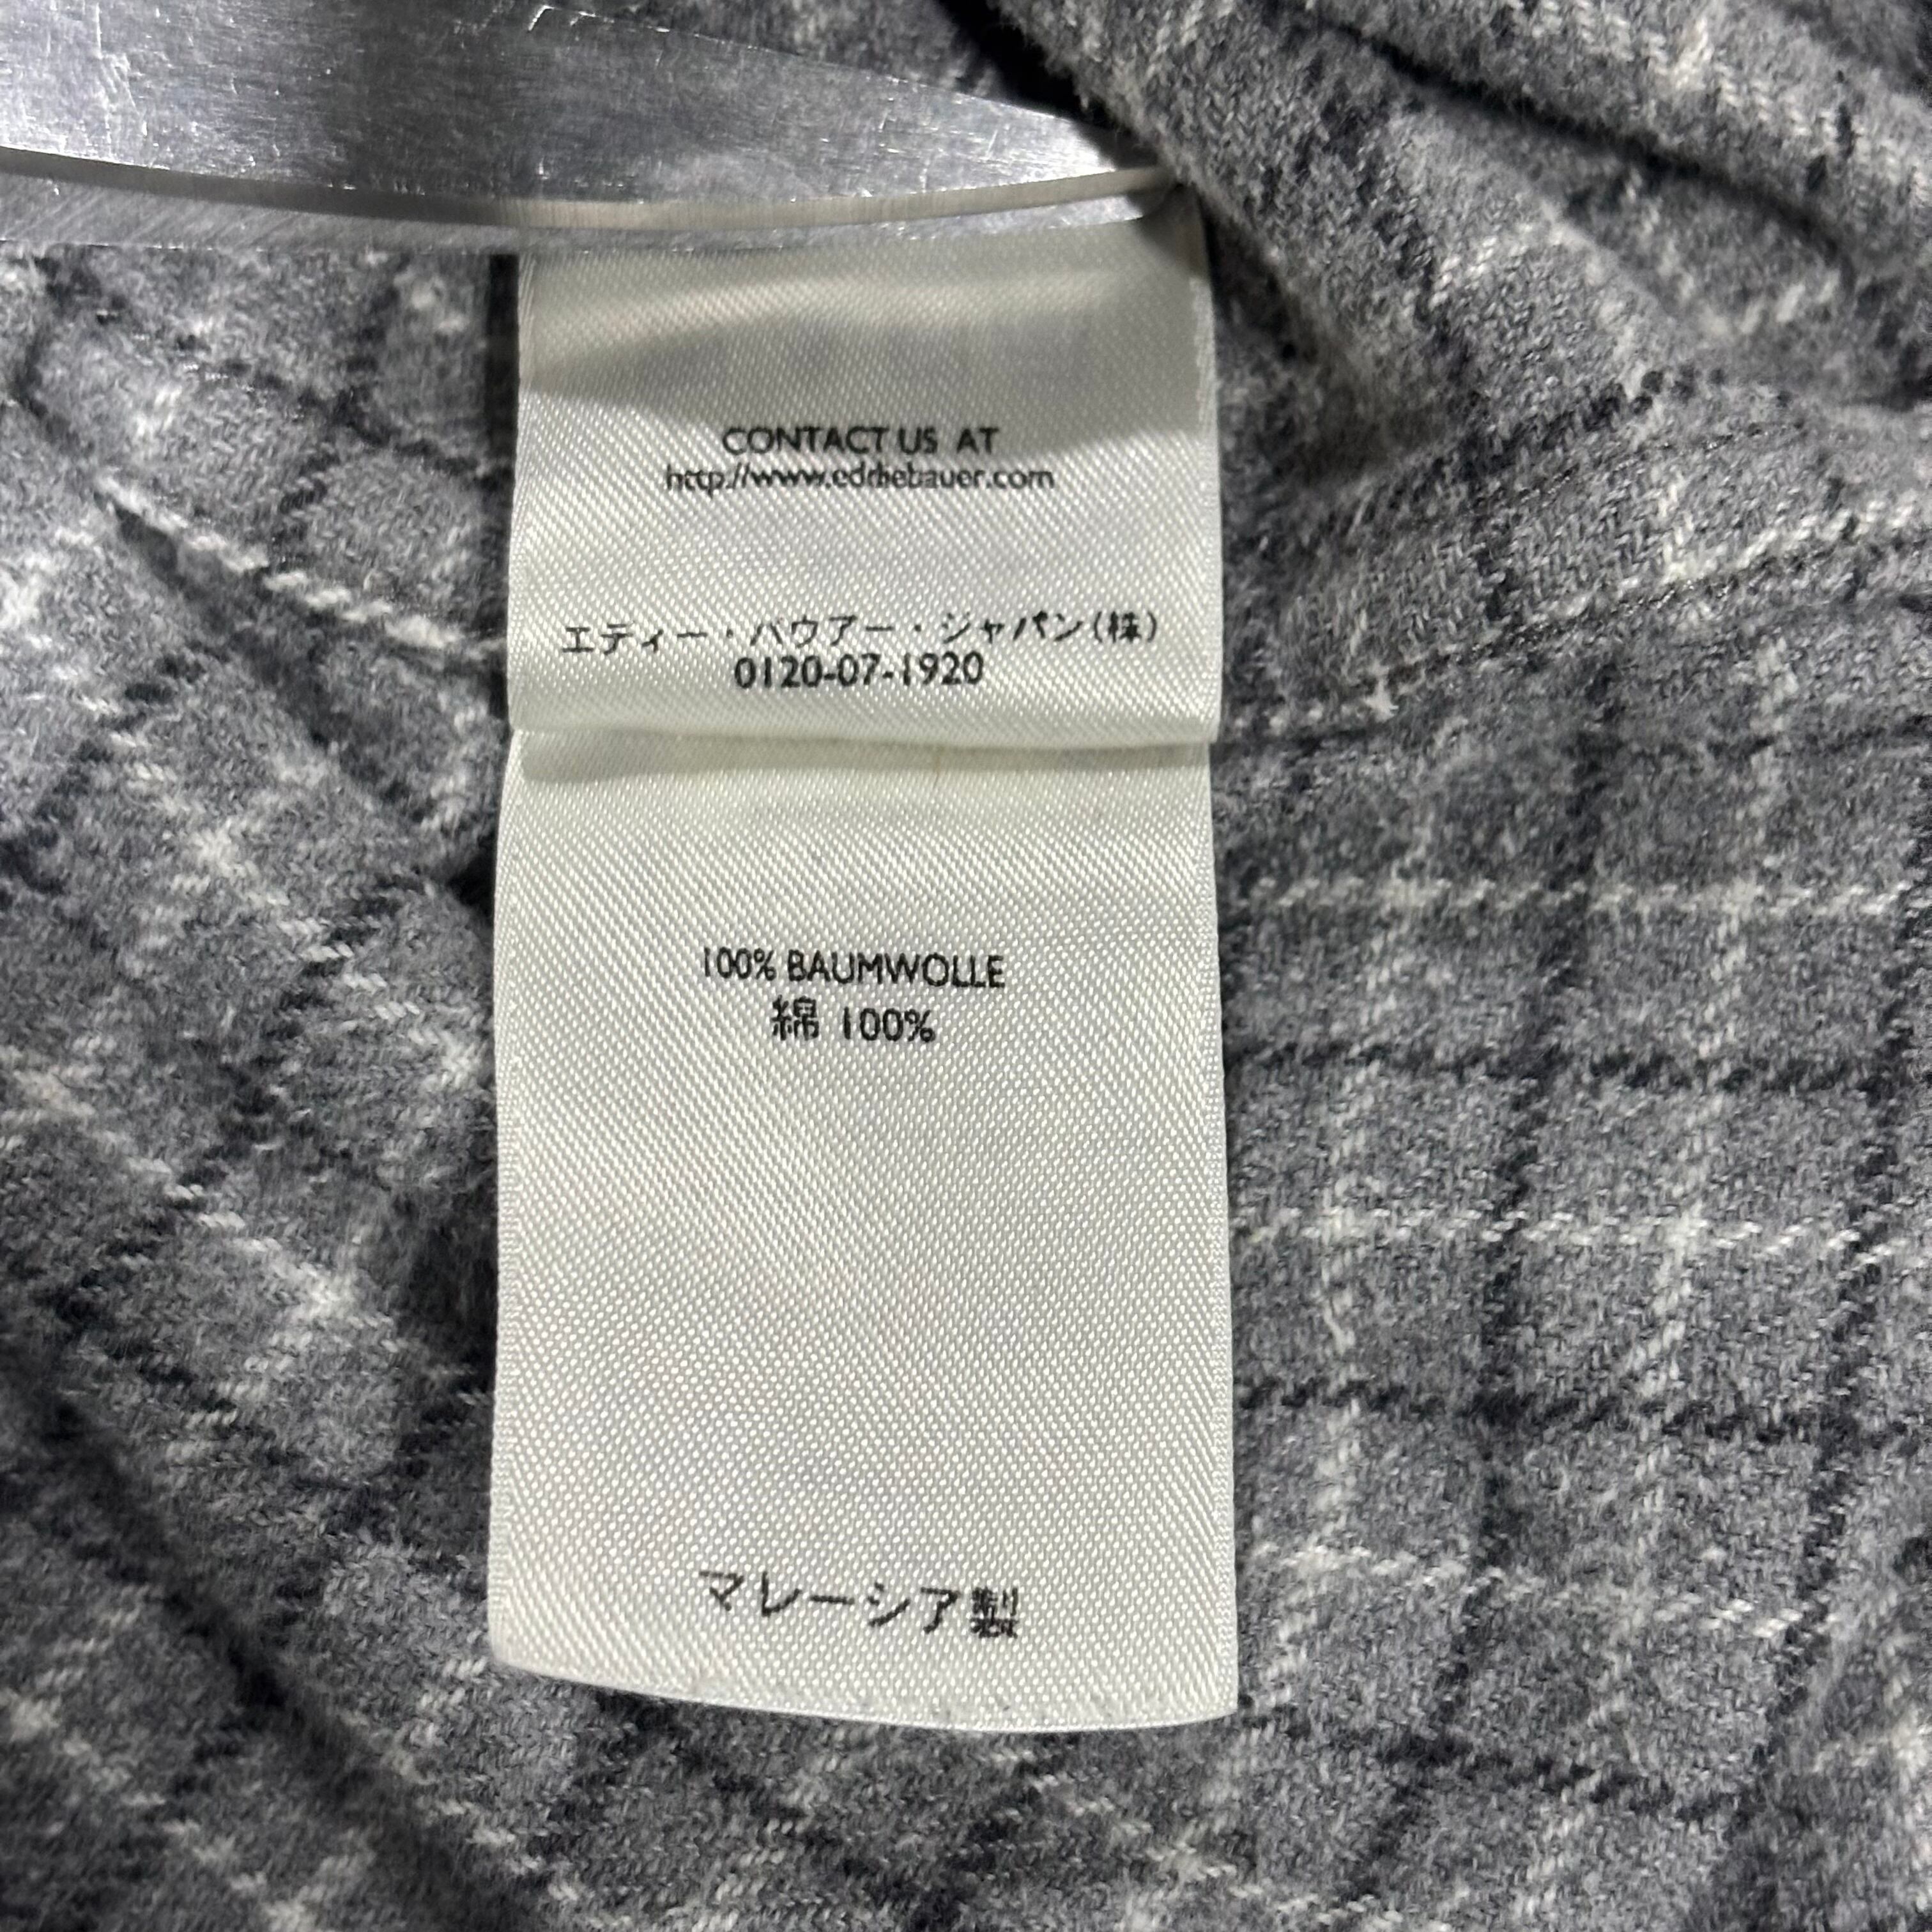 CONTACT US AT
http://www.eddiebauer.com
エディー・バウアー・ジャパン(株)
0120-07-1920
100% BAUMWOLLE
綿 100%
マレーシア製